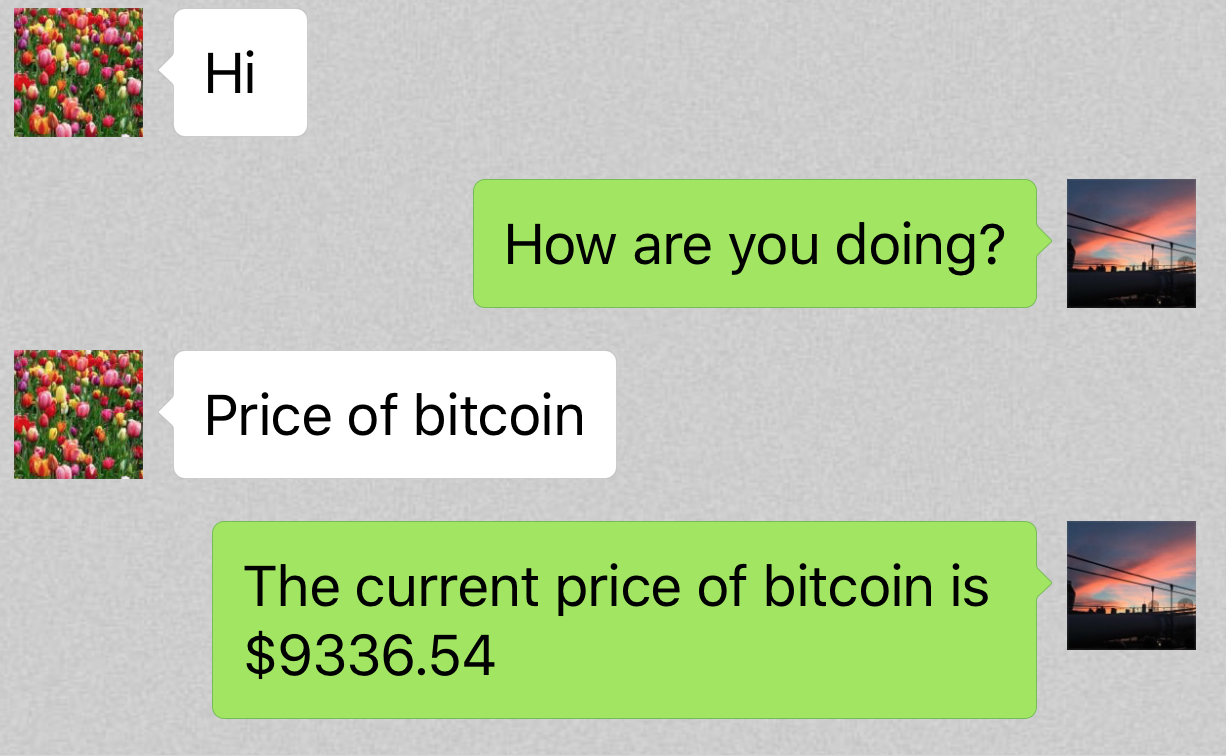 Hi
How are you doing?
Price of bitcoin
The current price of bitcoin is
$9336.54